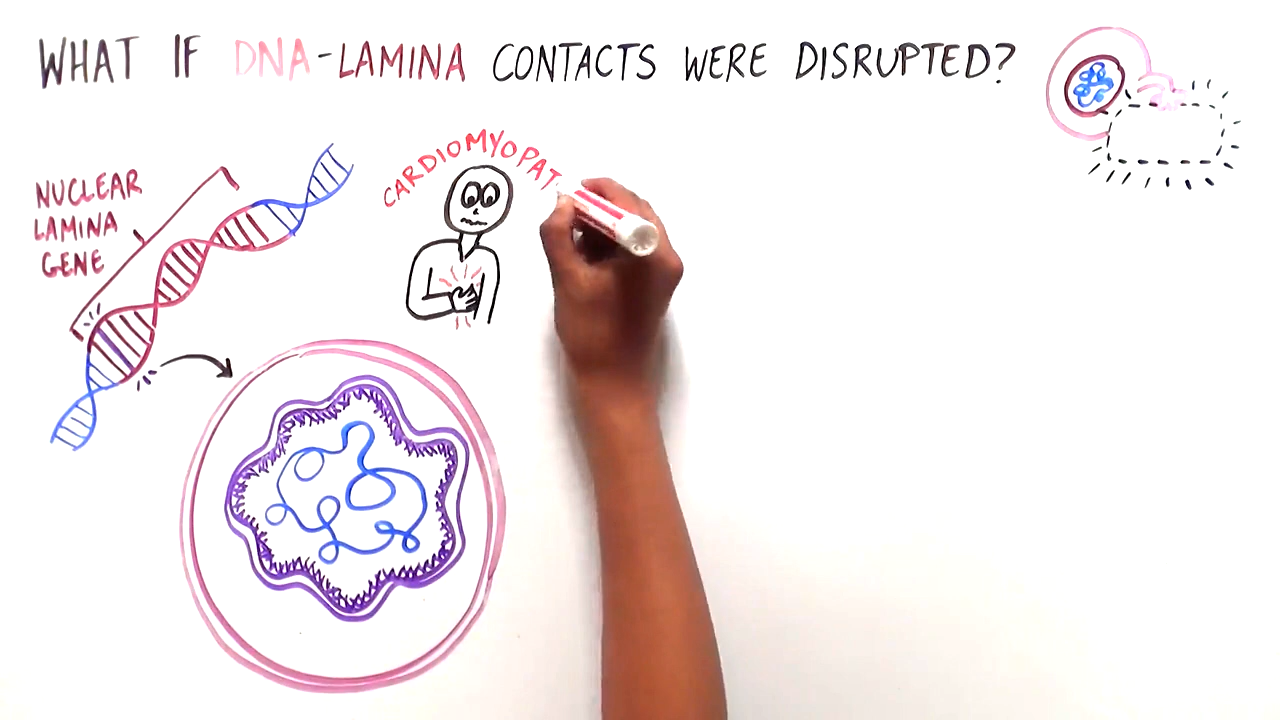 WHAT IF DNA-LAMINA CONTACTS WERE DISRUPTED?
NUCLEAR
LAMINA
GENE
CARDIOMYOPAT